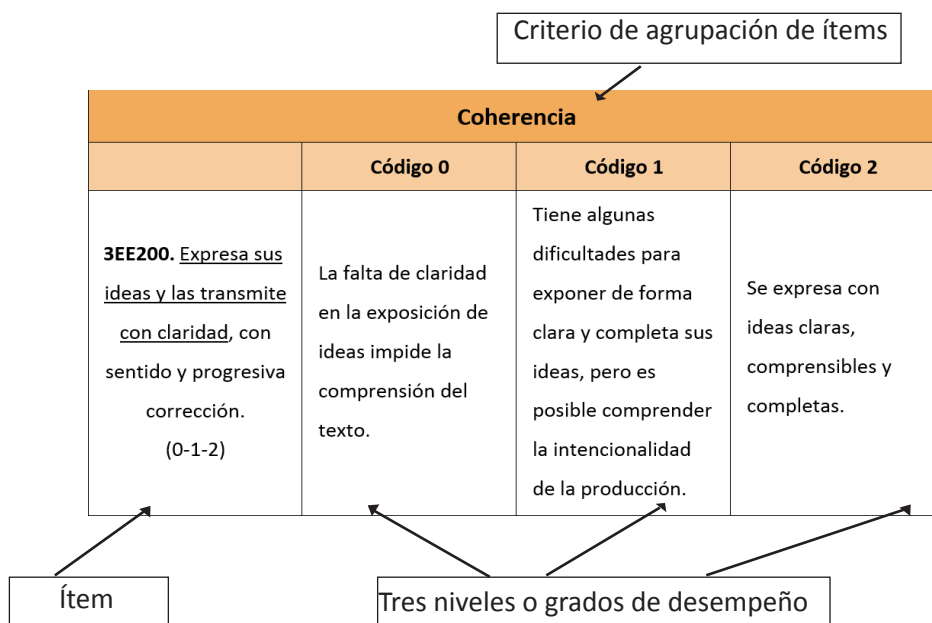 Criterio de agrupación de ítems
Coherencia
Código 0
Código 1
Código 2
3EE200. Expresa sus
ideas y las transmite
con claridad, con
sentido y progresiva
corrección.
(0-1-2)
La falta de claridad
en la exposición de
ideas impide la
comprensión del
texto.
Tiene algunas
dificultades para
exponer de forma
clara y completa sus
ideas, pero es
posible comprender
la intencionalidad
de la producción.
Se expresa con
ideas claras,
comprensibles y
completas.
Ítem
Tres niveles o grados de desempeño